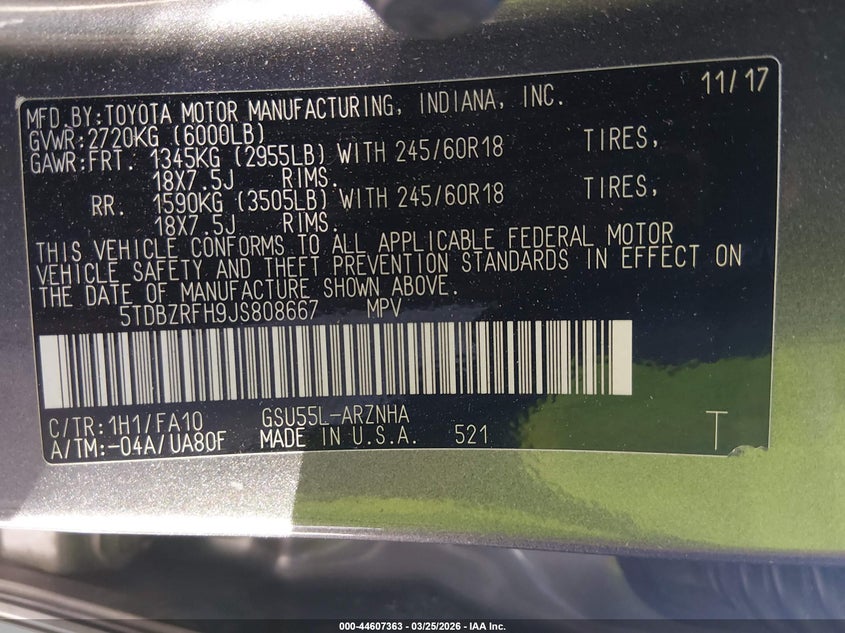 11/17
MFD.BY:TOYOTA MOTOR MANUFACTURING, INDIANA, INC.
GVWR:2720KG (6000LB)
GAWR:FRT. 1345KG (2955LB) WITH 245/60R18 TIRES,
18X7.5J RIMS.
RR. 1590KG (3505LB) WITH 245/60R18 TIRES,
18X7.5J RIMS.
THIS VEHICLE CONFORMS TO ALL APPLICABLE FEDERAL MOTOR
VEHICLE SAFETY AND THEFT PREVENTION STANDARDS IN EFFECT ON
THE DATE OF MANUFACTURE SHOWN ABOVE.
5TDBZRFH9JS808667 MPV
C/TR:1H1/FA10 GSU55L-ARZNHA
A/TM:-04A/UA80F MADE IN U.S.A. 521 T
000-44607363 — 03/25/2026 — IAA Inc.